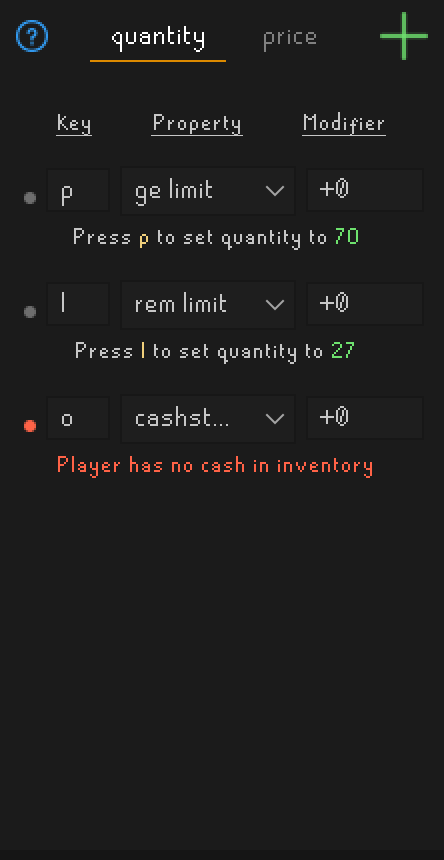 ? quantity price
Key Property Modifier
p ge limit +0
Press p to set quantity to 70
l rem limit +0
Press l to set quantity to 27
o cashst... +0
Player has no cash in inventory